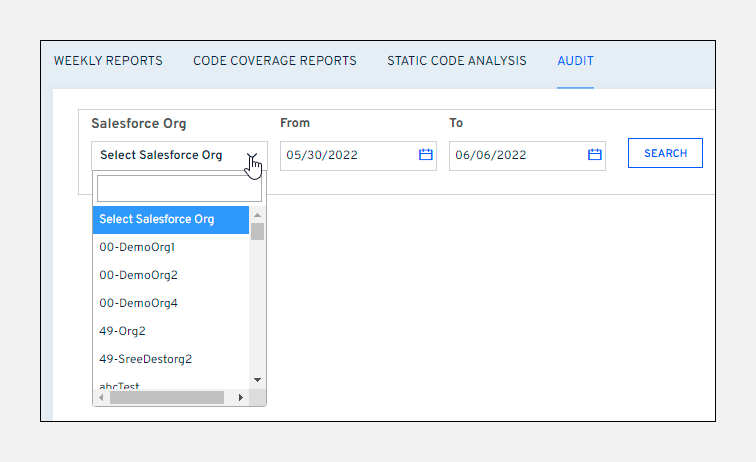 WEEKLY REPORTS CODE COVERAGE REPORTS STATIC CODE ANALYSIS AUDIT
Salesforce Org From To
Select Salesforce Org 05/30/2022 06/06/2022 SEARCH
Select Salesforce Org
00-DemoOrg1
00-DemoOrg2
00-DemoOrg4
49-Org2
49-SreeDestorg2
abcTest